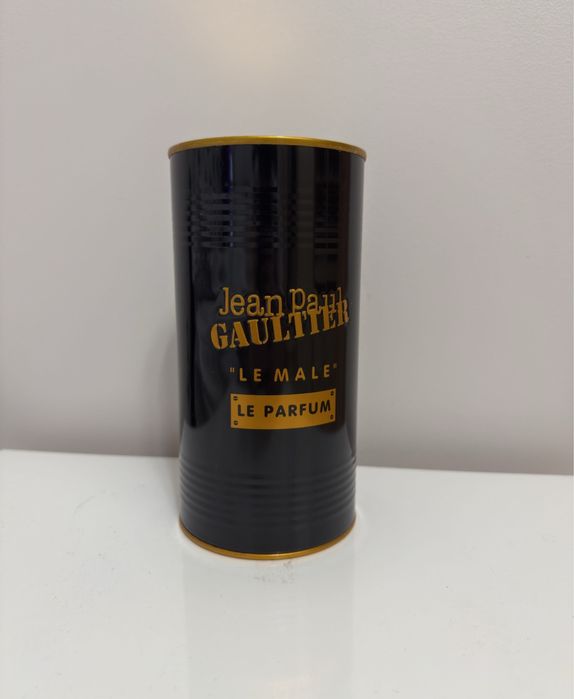 Jean Paul
GAULTIER
"LE MALE"
LE PARFUM